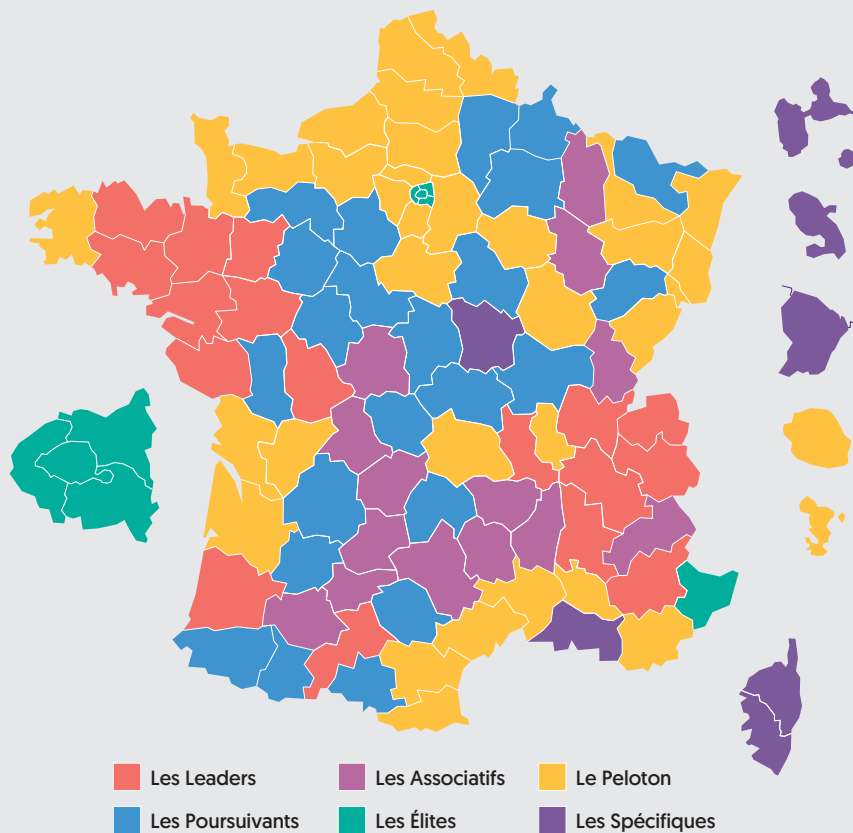 Les Leaders
Les Associatifs
Le Peloton
Les Poursuivants
Les Élites
Les Spécifiques